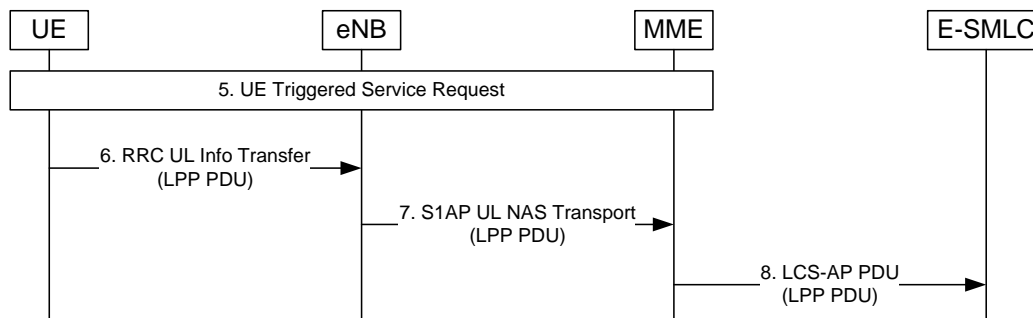 UE
eNB
MME
E-SMLC
5. UE Triggered Service Request
6. RRC UL Info Transfer
(LPP PDU)
7. S1AP UL NAS Transport
(LPP PDU)
8. LCS-AP PDU
(LPP PDU)